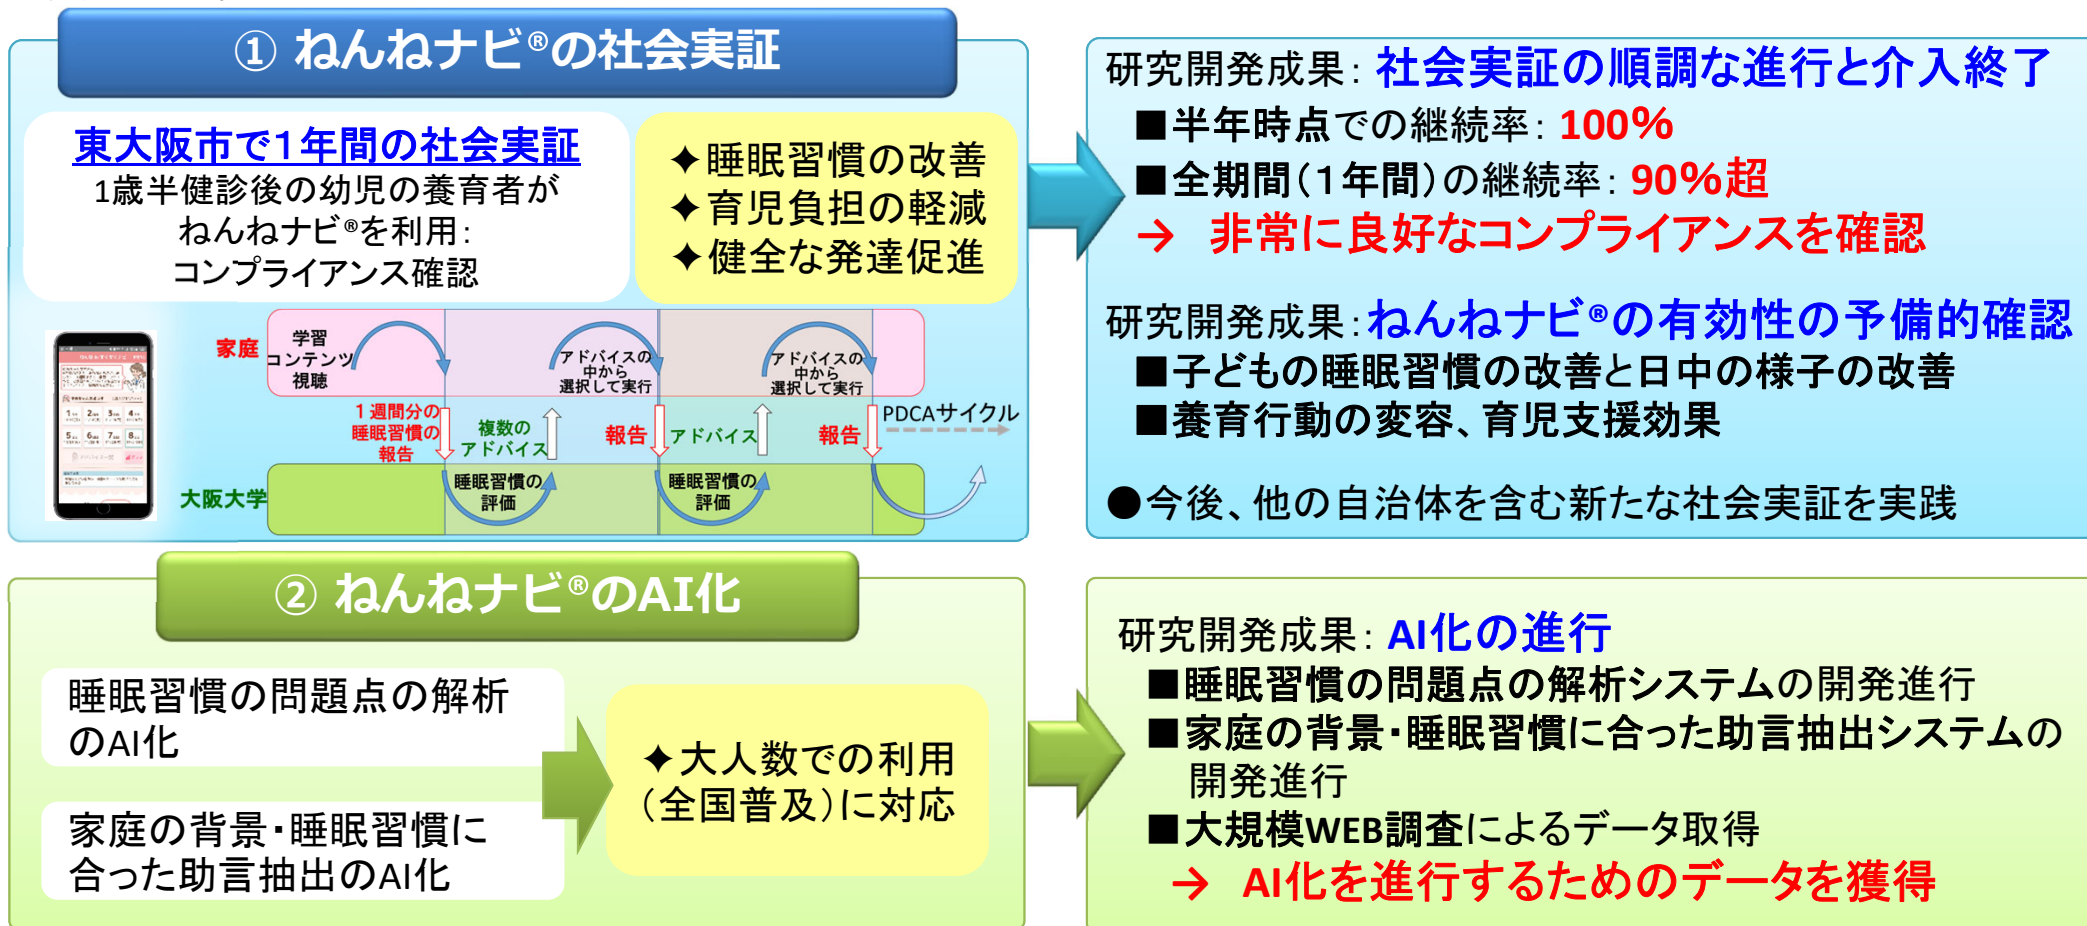 ① ねんねナビ®の社会実証
東大阪市で1年間の社会実証
1歳半健診後の幼児の養育者が
ねんねナビ®を利用：
コンプライアンス確認
✦睡眠習慣の改善
✦育児負担の軽減
✦健全な発達促進
家庭
学習
コンテンツ
視聴
アドバイスの
中から
選択して実行
アドバイスの
中から
選択して実行
1週間分の
睡眠習慣の
報告
複数の
アドバイス
報告
アドバイス
報告
PDCAサイクル
大阪大学
睡眠習慣の
評価
睡眠習慣の
評価
研究開発成果：社会実証の順調な進行と介入終了
■半年時点での継続率：100%
■全期間（1年間）の継続率：90%超
→ 非常に良好なコンプライアンスを確認
研究開発成果：ねんねナビ®の有効性の予備的確認
■子どもの睡眠習慣の改善と日中の様子の改善
■養育行動の変容、育児支援効果
●今後、他の自治体を含む新たな社会実証を実践
② ねんねナビ®のAI化
睡眠習慣の問題点の解析
のAI化
家庭の背景・睡眠習慣に
合った助言抽出のAI化
✦大人数での利用
（全国普及）に対応
研究開発成果：AI化の進行
■睡眠習慣の問題点の解析システムの開発進行
■家庭の背景・睡眠習慣に合った助言抽出システムの
開発進行
■大規模WEB調査によるデータ取得
→ AI化を進行するためのデータを獲得